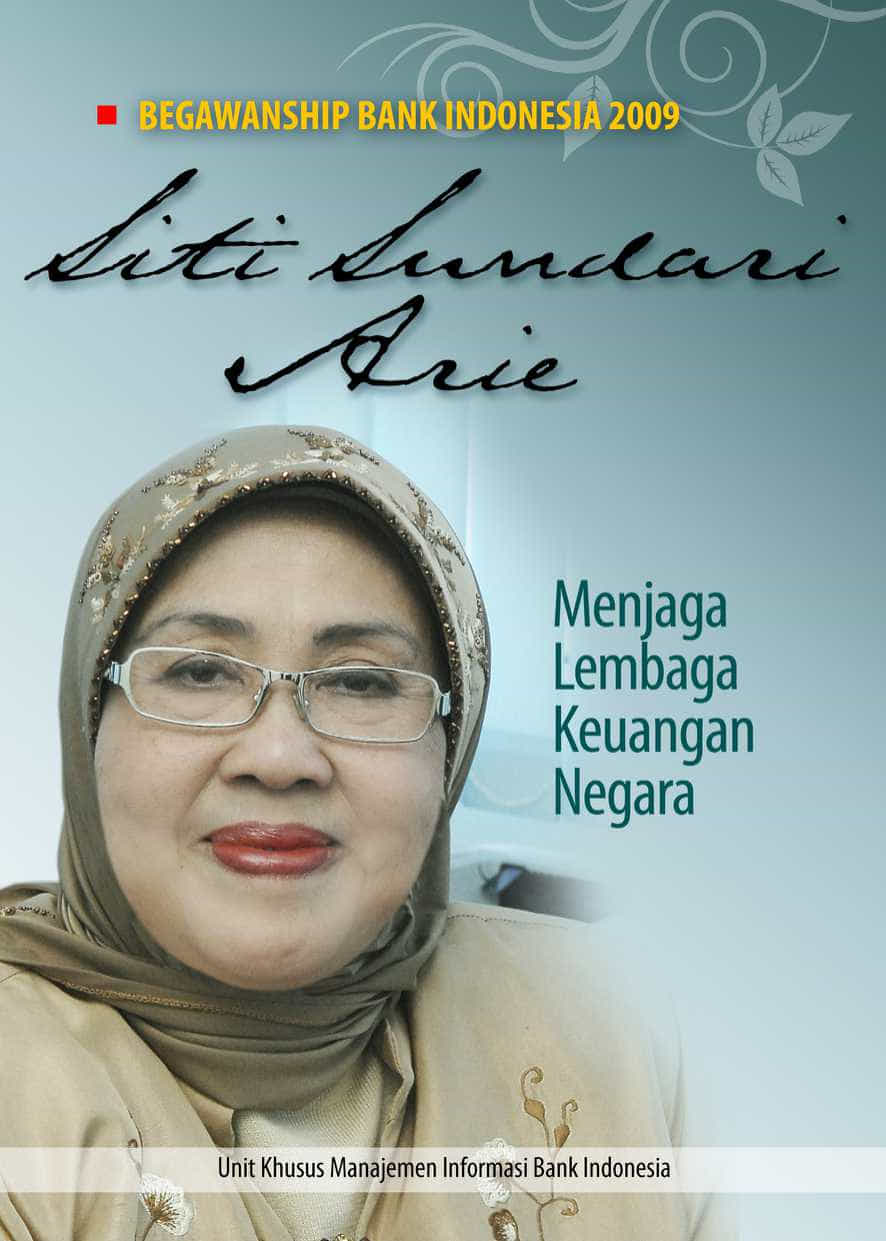 BEGAWANSHIP BANK INDONESIA 2009
Siti Sundari
Arie
Menjaga
Lembaga
Keuangan
Negara
Unit Khusus Manajemen Informasi Bank Indonesia